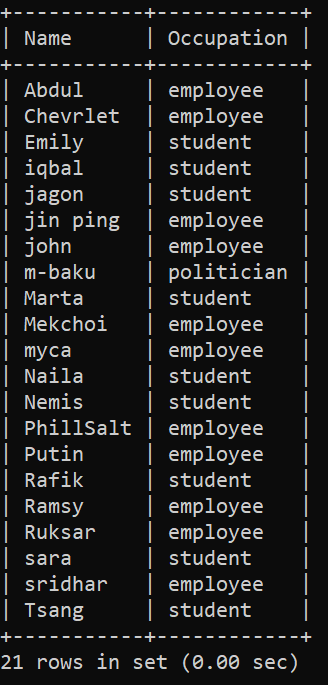 +-----------+------------+
| Name      | Occupation |
+-----------+------------+
| Abdul     | employee   |
| Chevrlet  | employee   |
| Emily     | student    |
| iqbal     | student    |
| jagon     | student    |
| jin ping  | employee   |
| john      | employee   |
| m-baku    | politician |
| Marta     | student    |
| Mekchoi   | employee   |
| myca      | employee   |
| Naila     | student    |
| Nemis     | student    |
| PhillSalt | employee   |
| Putin     | employee   |
| Rafik     | student    |
| Ramsy     | employee   |
| Ruksar    | employee   |
| sara      | student    |
| sridhar   | employee   |
| Tsang     | student    |
+-----------+------------+
21 rows in set (0.00 sec)